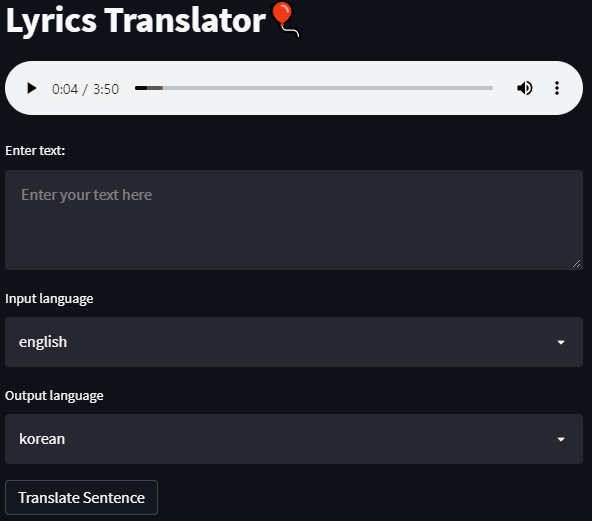 Lyrics Translator🎈
0:04 / 3:50
Enter text:
Enter your text here
Input language
english
Output language
korean
Translate Sentence